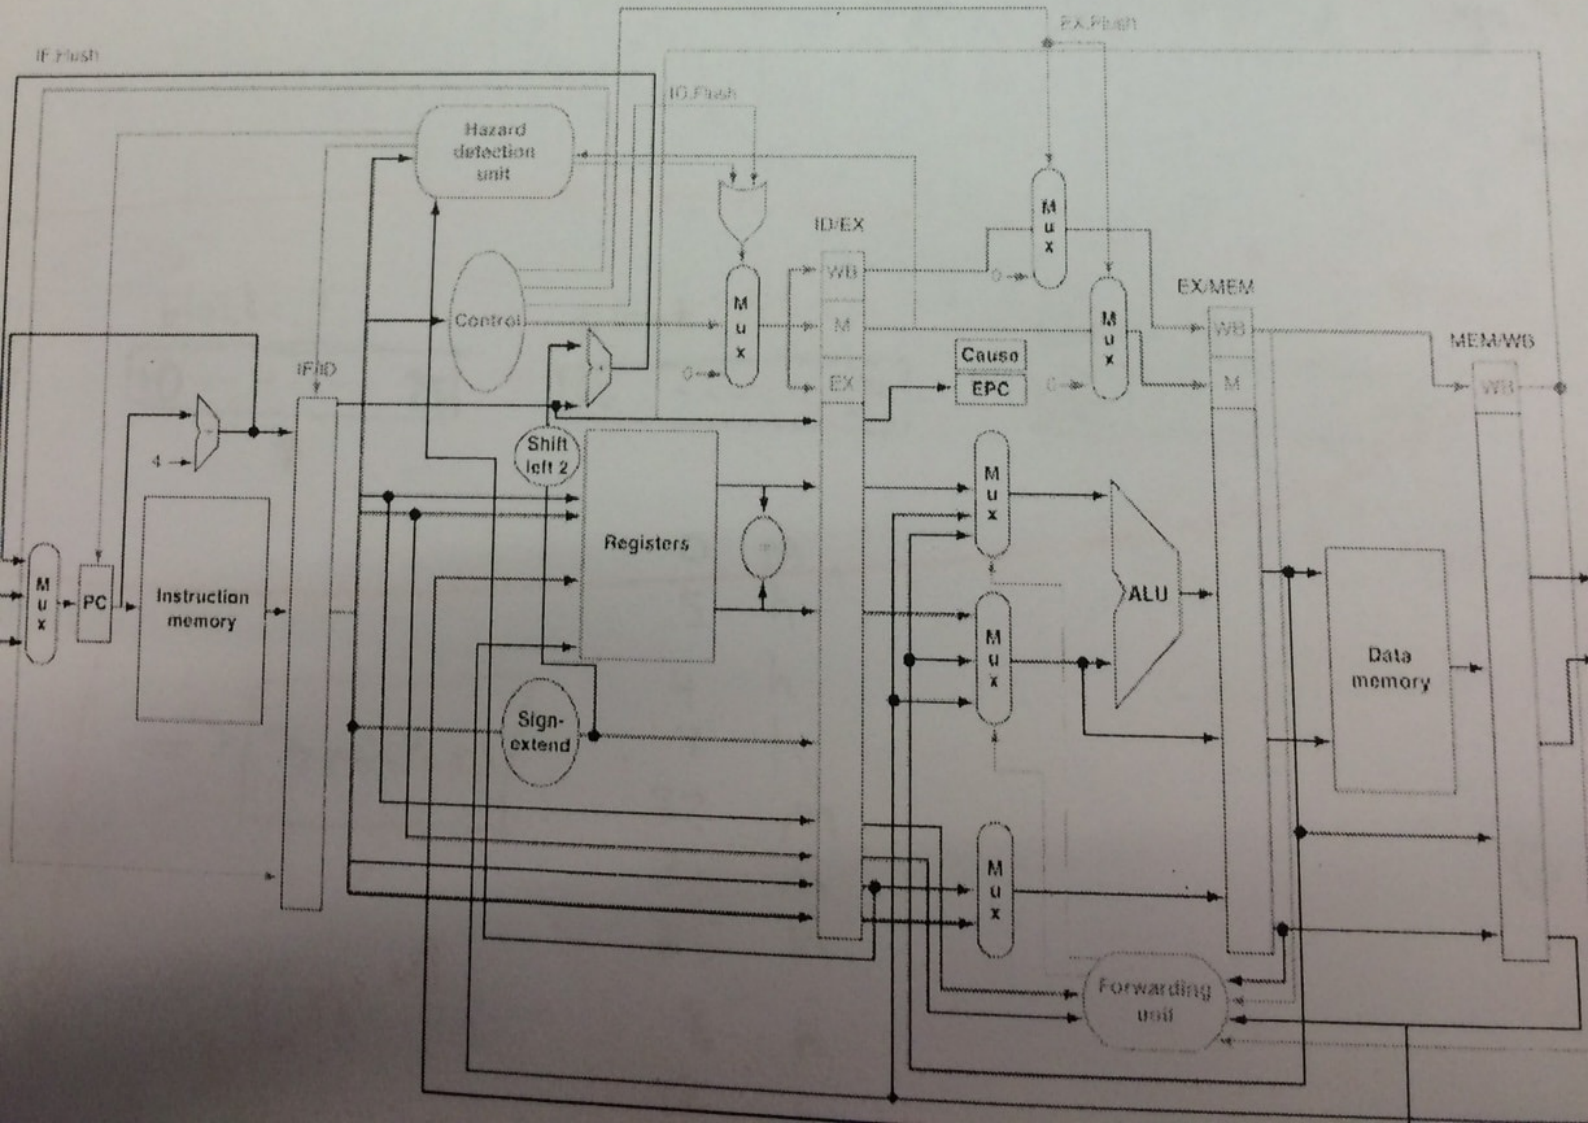 IF.Flush
EX.Flush
ID.Flush
Hazard
detection
unit
ID/EX
M
u
x
WB
0
EX/MEM
Control
M
u
x
M
M
u
x
WB
MEM/WB
Cause
IF/ID
0
EX
EPC
0
M
WB
4
Shift
left 2
M
u
x
Registers
=
M
u
x
PC
Instruction
memory
ALU
M
u
x
Data
memory
Sign-
extend
M
u
x
Forwarding
unit